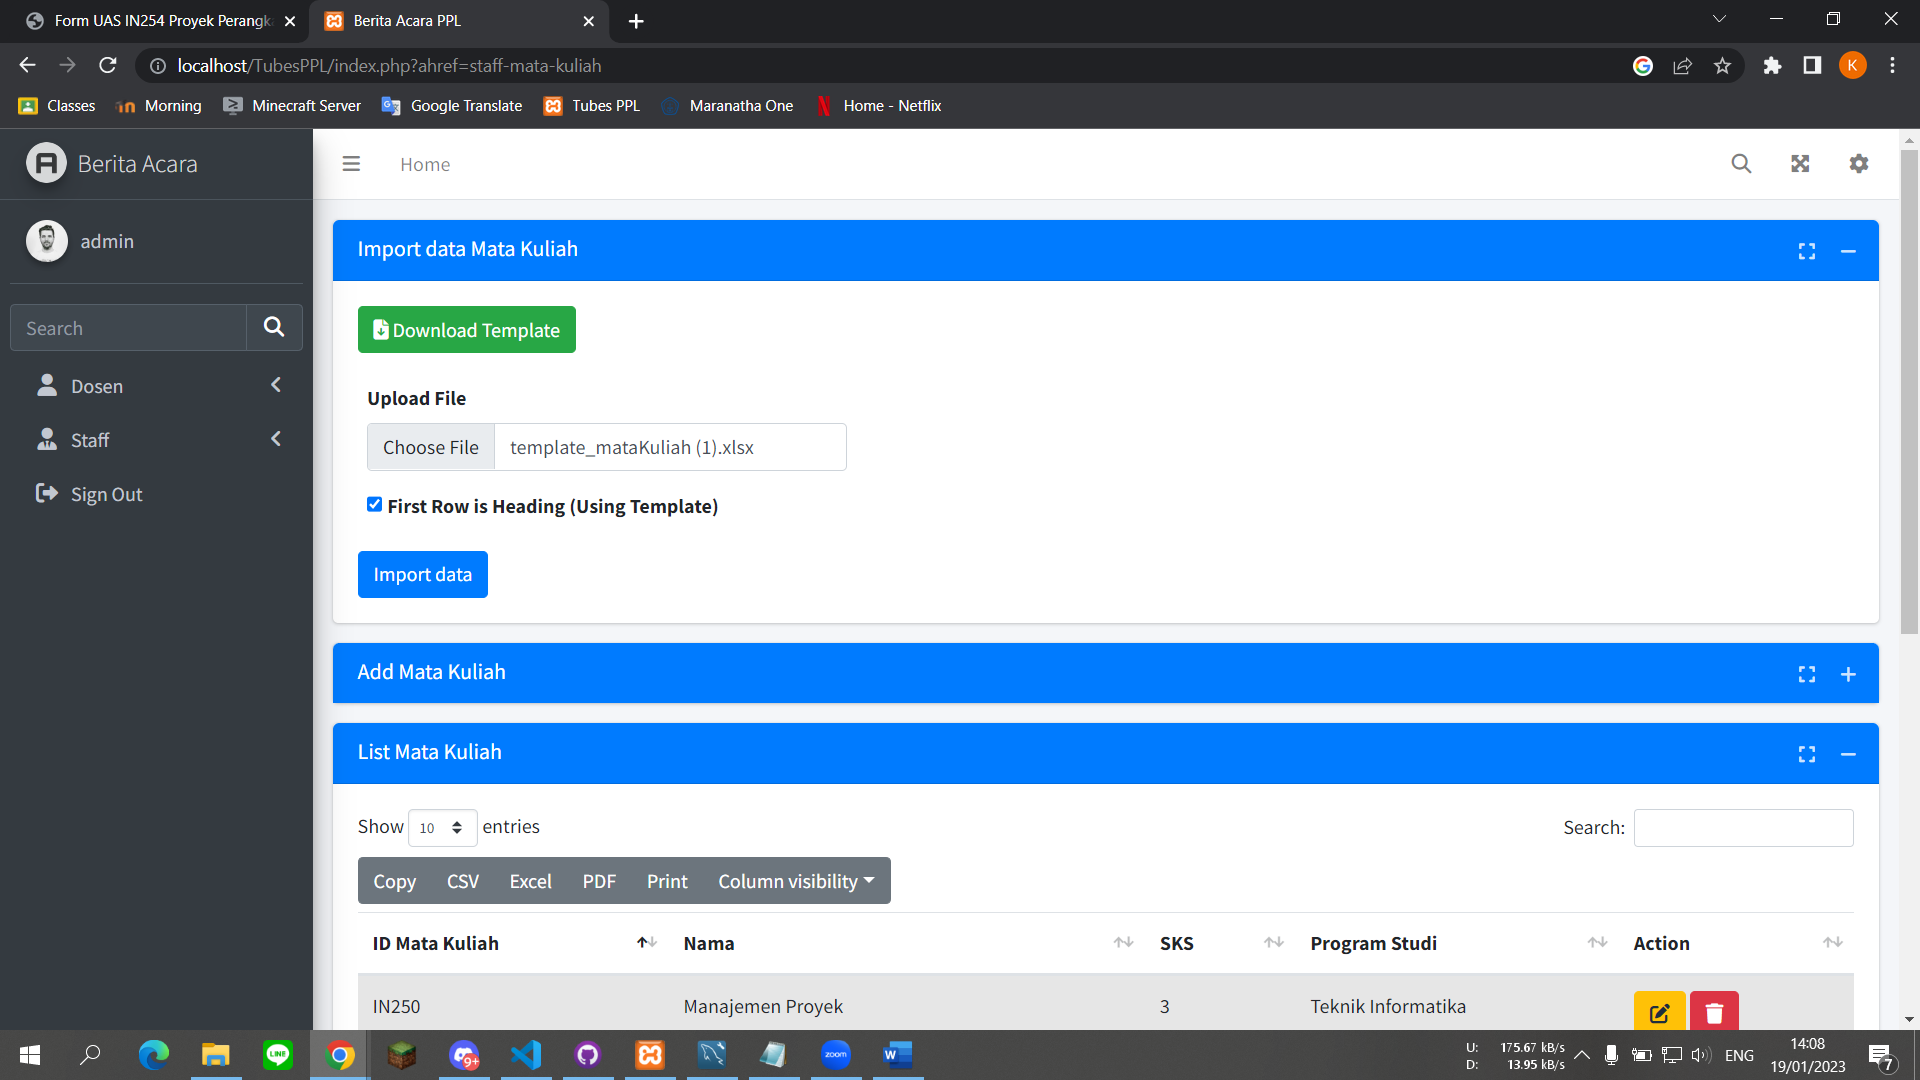 Form UAS IN254 Proyek Perangk
Berita Acara PPL
localhost/TubesPPL/index.php?ahref=staff-mata-kuliah
K
Classes
Morning
Minecraft Server
Google Translate
Tubes PPL
Maranatha One
Home - Netflix
Berita Acara
Home
admin
Search
Dosen
Staff
Sign Out
Import data Mata Kuliah
Download Template
Upload File
Choose File template_mataKuliah (1).xlsx
First Row is Heading (Using Template)
Import data
Add Mata Kuliah
List Mata Kuliah
Show 10 entries
Search:
Copy CSV Excel PDF Print Column visibility
ID Mata Kuliah Nama SKS Program Studi Action
IN250 Manajemen Proyek 3 Teknik Informatika
LINE
9+
zoom
W
U: 175.67 kB/s
D: 13.95 kB/s
ENG
14:08
19/01/2023
7